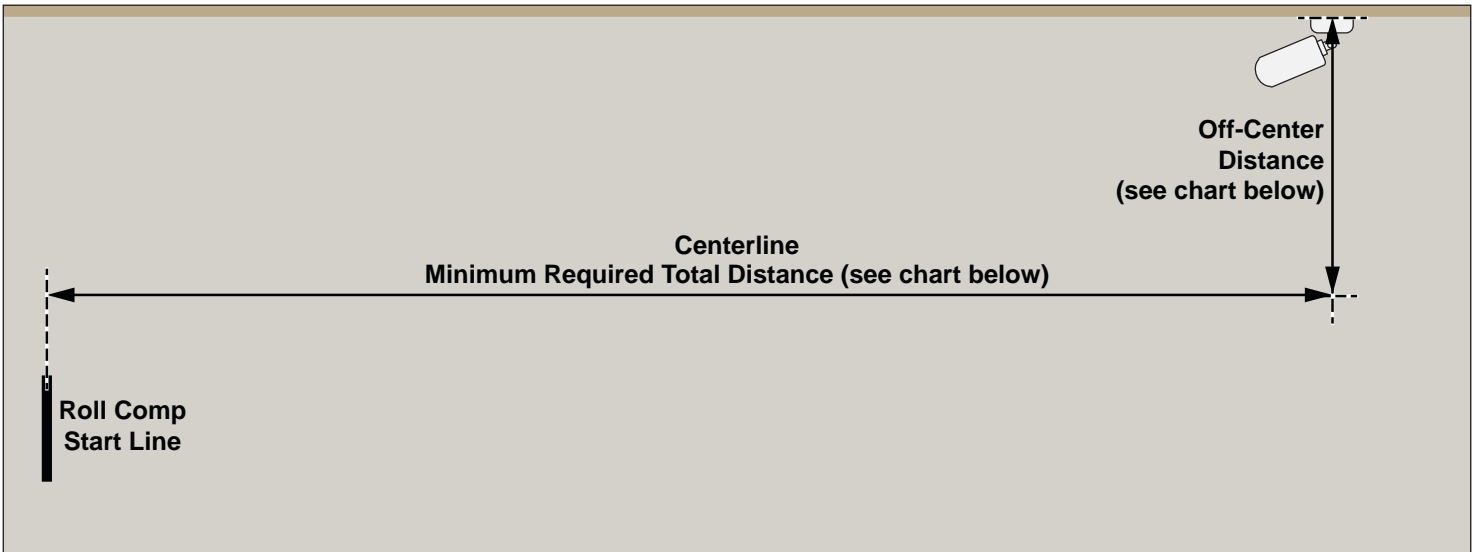 Off-Center
Distance
(see chart below)
Centerline
Minimum Required Total Distance (see chart below)
Roll Comp
Start Line